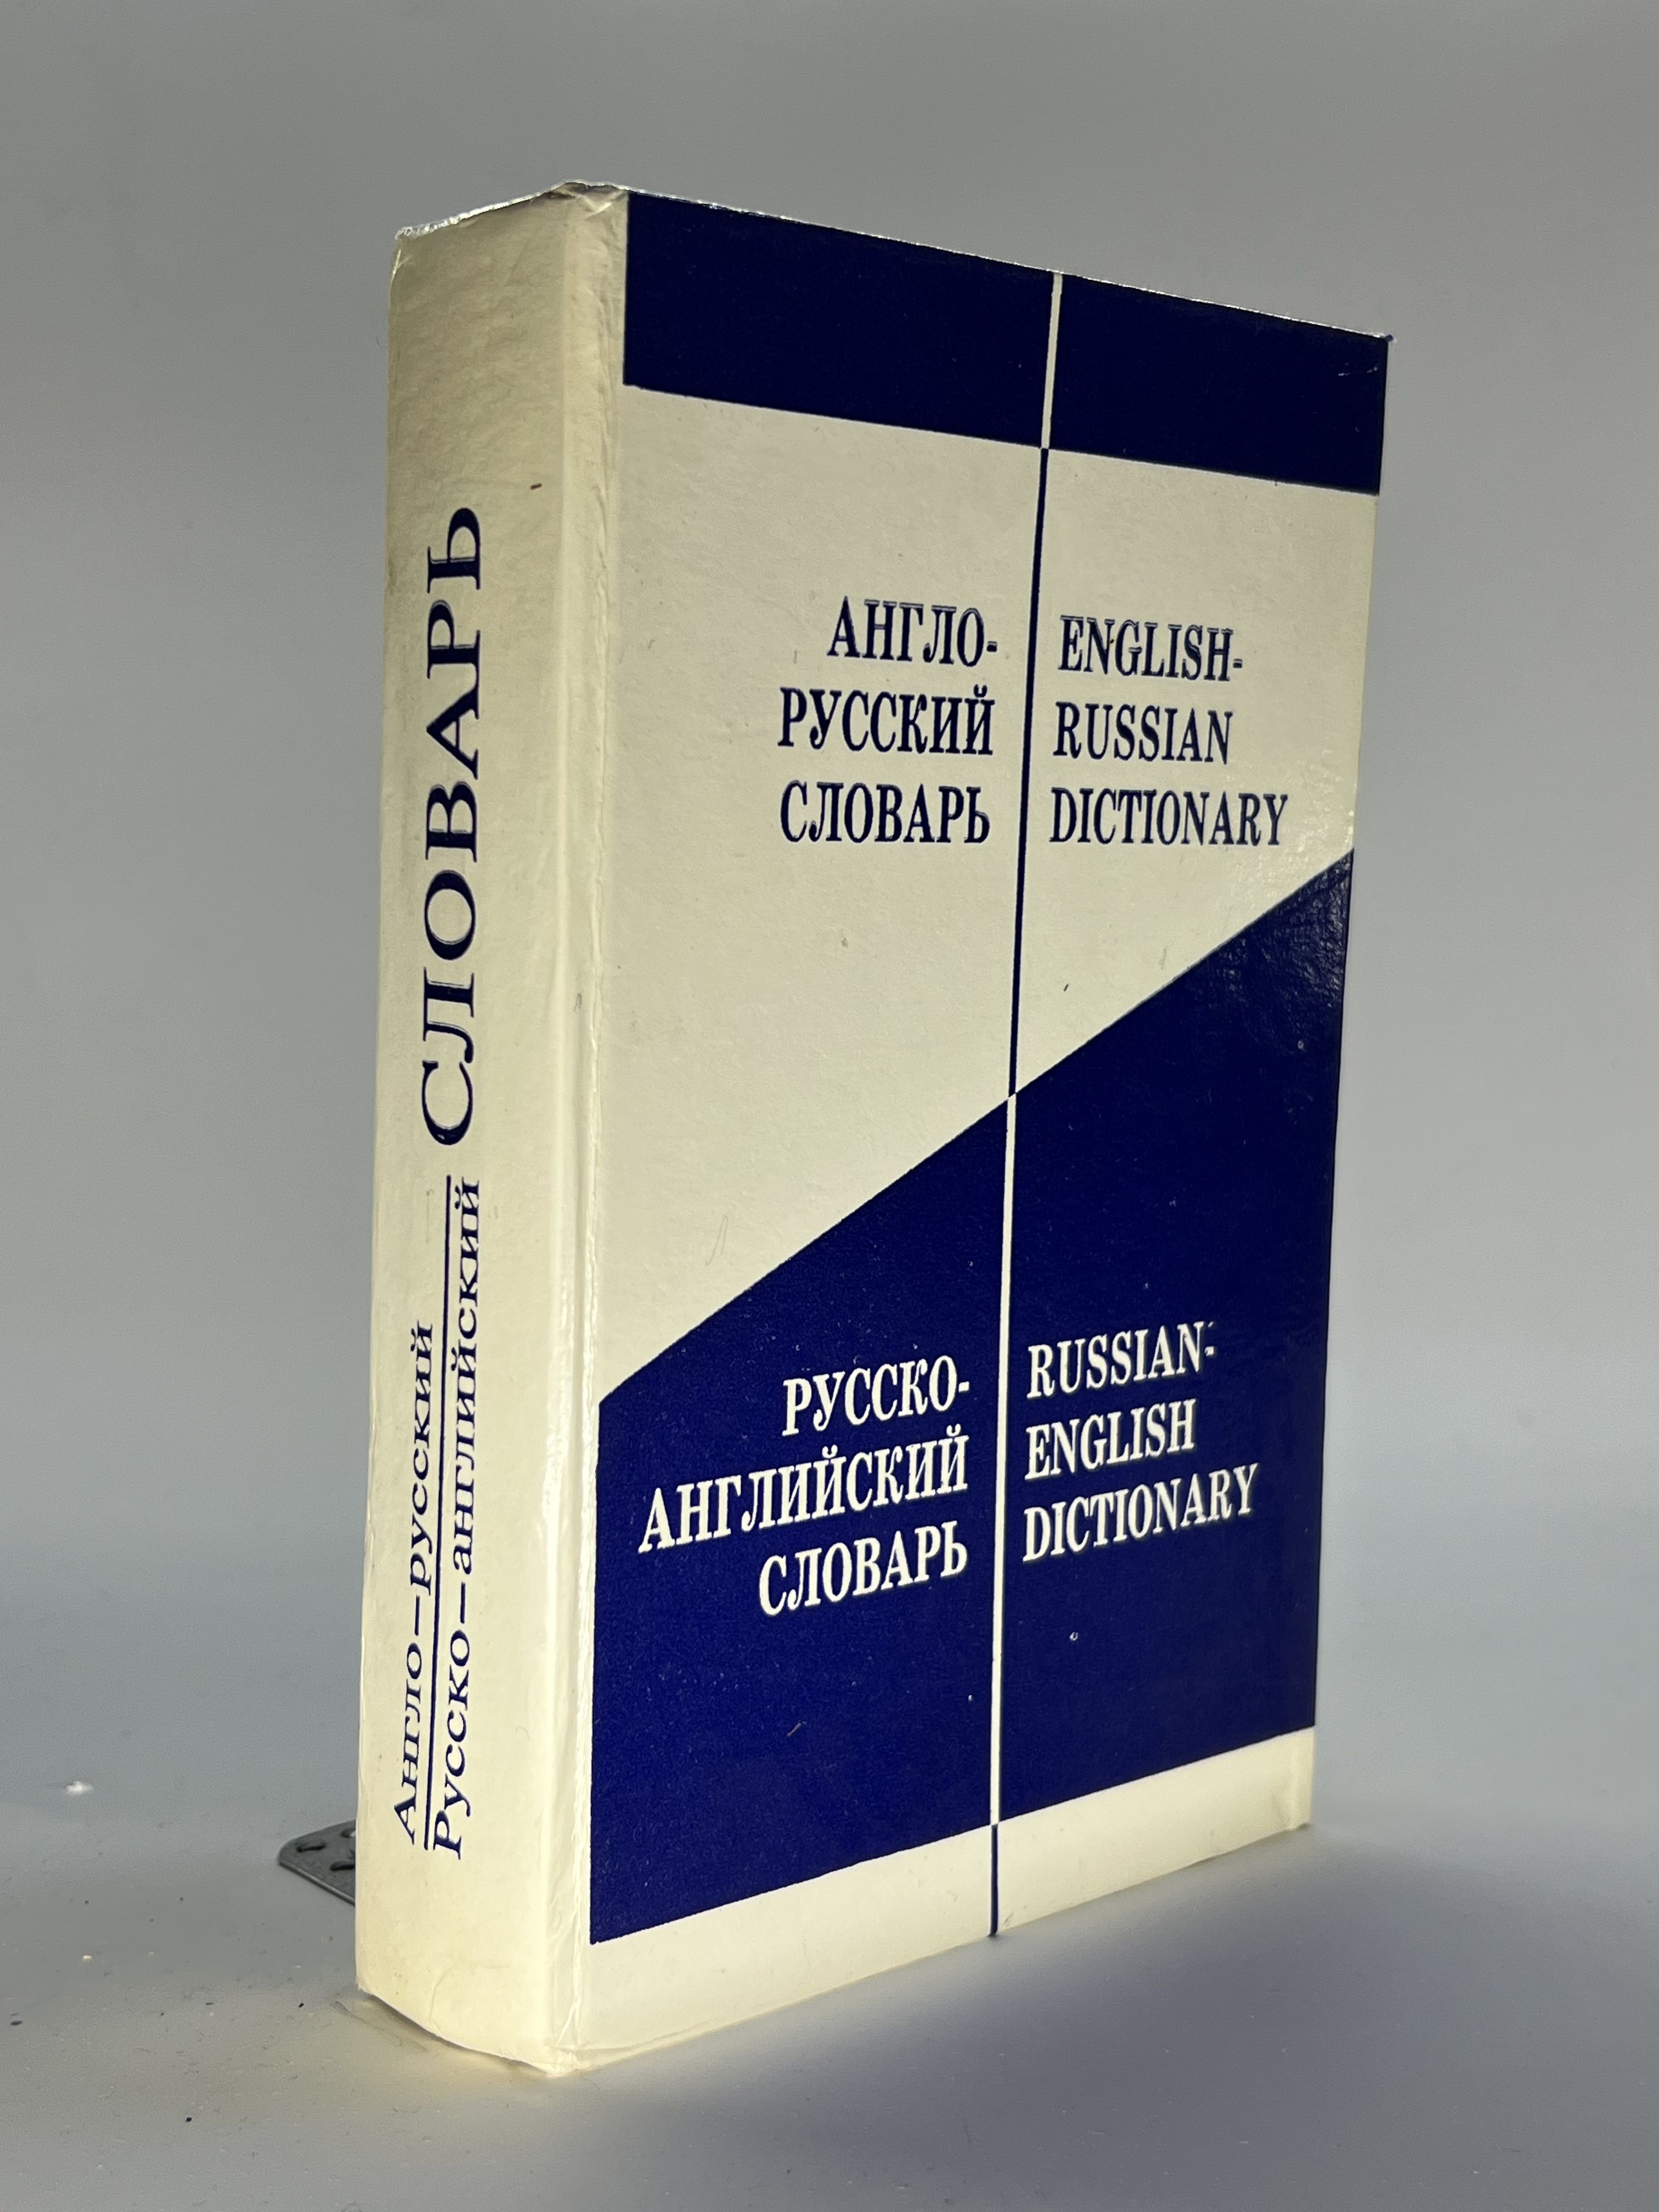 Англо-русский
Русско-английский
СЛОВАРЬ
АНГЛО-
РУССКИЙ
СЛОВАРЬ
ENGLISH-
RUSSIAN
DICTIONARY
РУССКО-
АНГЛИЙСКИЙ
СЛОВАРЬ
RUSSIAN-
ENGLISH
DICTIONARY